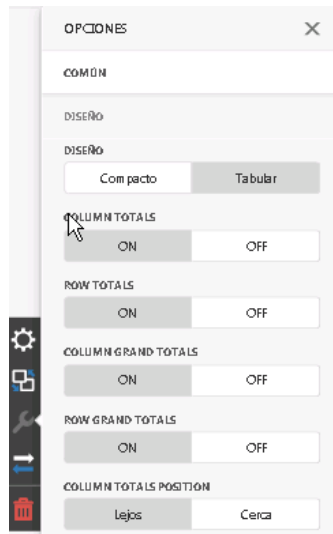 OPCIONES
COMÚN
DISEÑO
DISEÑO
Compacto Tabular
COLUMN TOTALS
ON OFF
ROW TOTALS
ON OFF
COLUMN GRAND TOTALS
ON OFF
ROW GRAND TOTALS
ON OFF
COLUMN TOTALS POSITION
Lejos Cerca